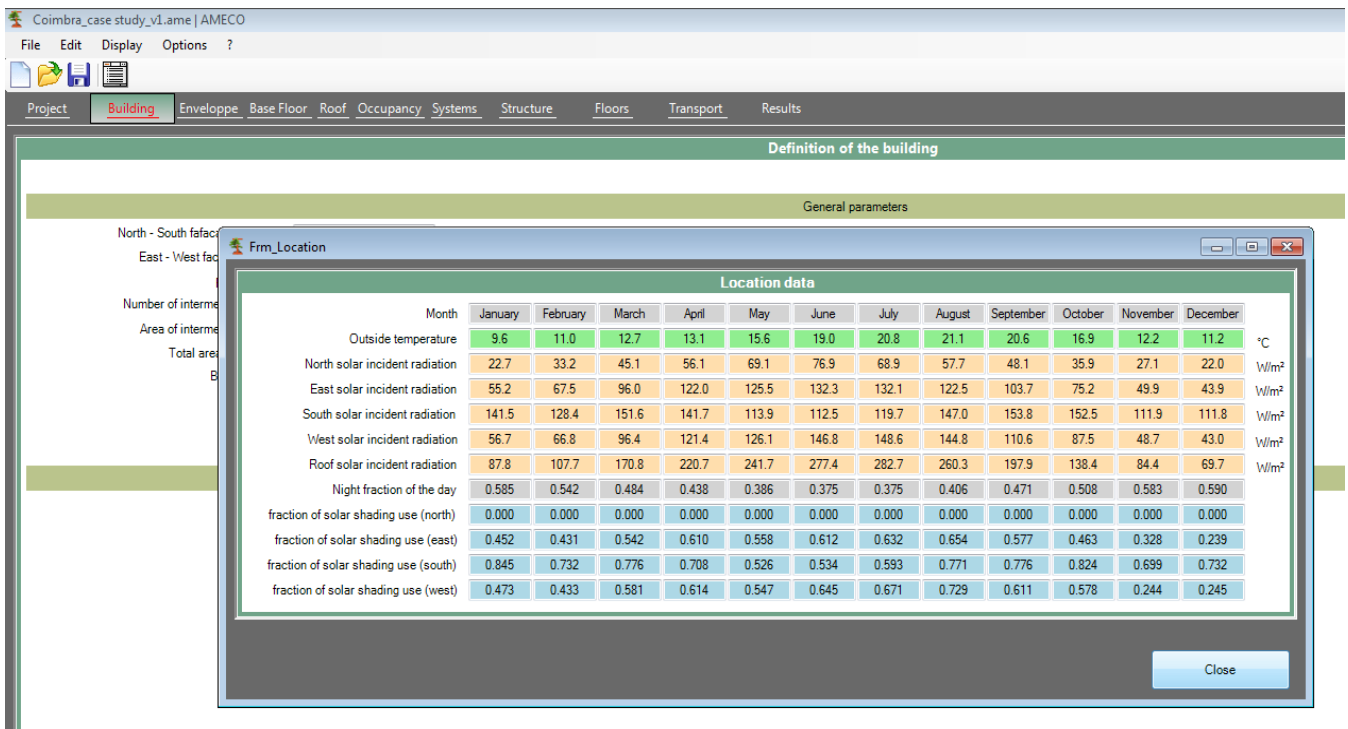 Coimbra_case study_v1.ame | AMECO
File Edit Display Options ?
Project Building Enveloppe Base Floor Roof Occupancy Systems Structure Floors Transport Results
Definition of the building
General parameters
North - South fafaca
East - West fac
Number of interme
Area of interme
Total area
B
Frm_Location
Location data
Month January February March April May June July August September October November December
Outside temperature 9.6 11.0 12.7 13.1 15.6 19.0 20.8 21.1 20.6 16.9 12.2 11.2 °C
North solar incident radiation 22.7 33.2 45.1 56.1 69.1 76.9 68.9 57.7 48.1 35.9 27.1 22.0 W/m²
East solar incident radiation 55.2 67.5 96.0 122.0 125.5 132.3 132.1 122.5 103.7 75.2 49.9 43.9 W/m²
South solar incident radiation 141.5 128.4 151.6 141.7 113.9 112.5 119.7 147.0 153.8 152.5 111.9 111.8 W/m²
West solar incident radiation 56.7 66.8 96.4 121.4 126.1 146.8 148.6 144.8 110.6 87.5 48.7 43.0 W/m²
Roof solar incident radiation 87.8 107.7 170.8 220.7 241.7 277.4 282.7 260.3 197.9 138.4 84.4 69.7 W/m²
Night fraction of the day 0.585 0.542 0.484 0.438 0.386 0.375 0.375 0.406 0.471 0.508 0.583 0.590
fraction of solar shading use (north) 0.000 0.000 0.000 0.000 0.000 0.000 0.000 0.000 0.000 0.000 0.000 0.000
fraction of solar shading use (east) 0.452 0.431 0.542 0.610 0.558 0.612 0.632 0.654 0.577 0.463 0.328 0.239
fraction of solar shading use (south) 0.845 0.732 0.776 0.708 0.526 0.534 0.593 0.771 0.776 0.824 0.699 0.732
fraction of solar shading use (west) 0.473 0.433 0.581 0.614 0.547 0.645 0.671 0.729 0.611 0.578 0.244 0.245
Close